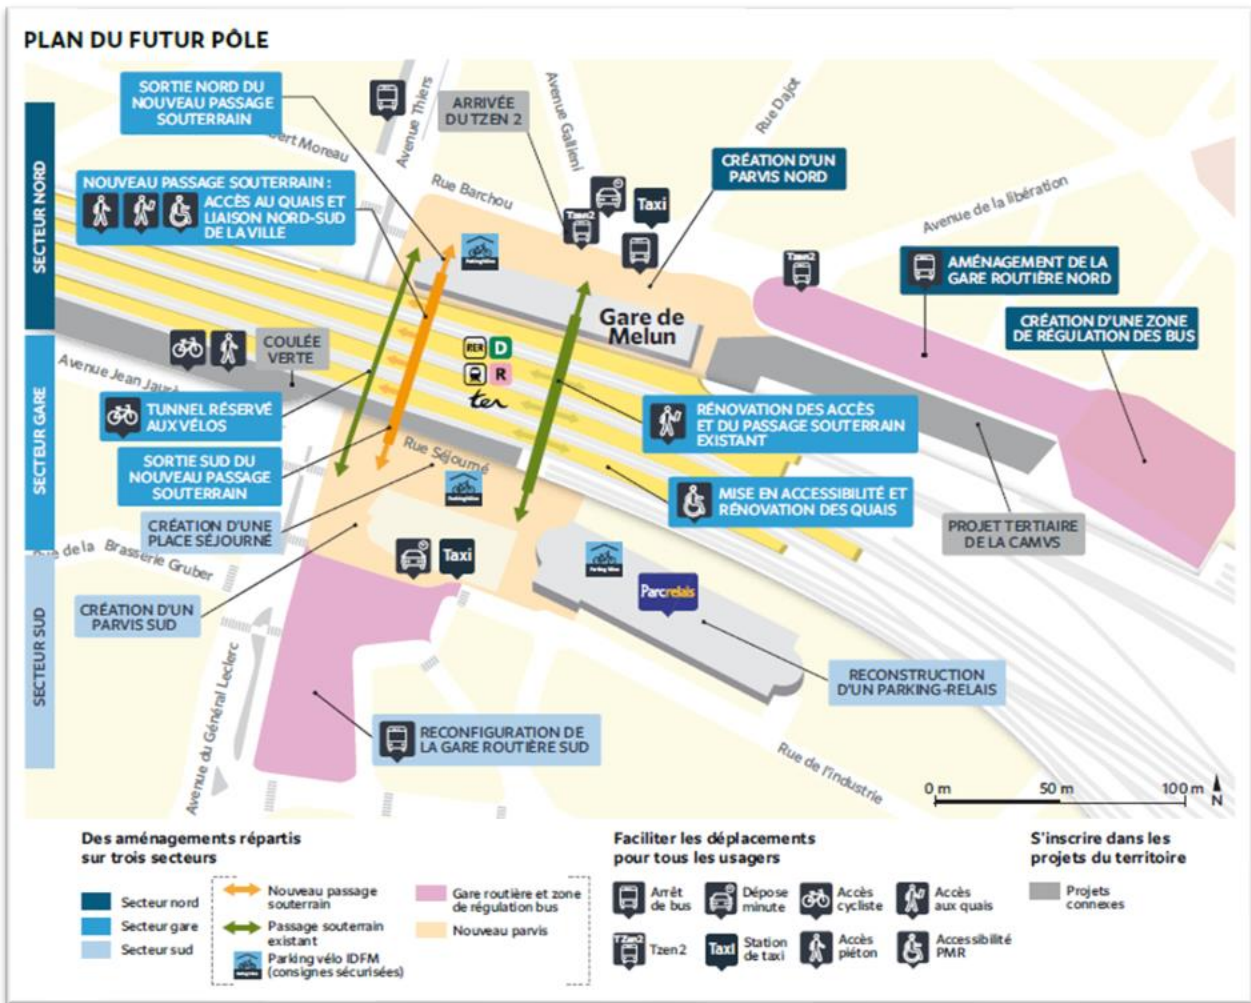 PLAN DU FUTUR PÔLE
SORTIE NORD DU
NOUVEAU PASSAGE
SOUTERRAIN
Avenue Thiers
ARRIVÉE
DU TZEN 2
Avenue Gallieni
Rue Dajot
bert Moreau
Rue Barchou
CRÉATION D'UN
PARVIS NORD
Avenue de la libération
SECTEUR NORD
NOUVEAU PASSAGE SOUTERRAIN :
ACCÈS AU QUAIS ET
LIAISON NORD-SUD
DE LA VILLE
Tzen2
Taxi
Tzen2
AMÉNAGEMENT DE LA
GARE ROUTIÈRE NORD
Gare de
Melun
CRÉATION D'UNE ZONE
DE RÉGULATION DES BUS
COULÉE
VERTE
RER D
R
ter
Avenue Jean Jaurè
SECTEUR GARE
TUNNEL RÉSERVÉ
AUX VÉLOS
RÉNOVATION DES ACCÈS
ET DU PASSAGE SOUTERRAIN
EXISTANT
Rue Séjourné
SORTIE SUD DU
NOUVEAU PASSAGE
SOUTERRAIN
MISE EN ACCESSIBILITÉ ET
RÉNOVATION DES QUAIS
CRÉATION D'UNE
PLACE SÉJOURNÉ
PROJET TERTIAIRE
DE LA CAMVS
Rue de la Brasserie Gruber
Taxi
Parking Vélos
Parcrelais
CRÉATION D'UN
PARVIS SUD
SECTEUR SUD
Avenue du Général Leclerc
RECONSTRUCTION
D'UN PARKING-RELAIS
RECONFIGURATION DE
LA GARE ROUTIÈRE SUD
Rue de l'industrie
0 m 50 m 100 m
N
Des aménagements répartis
sur trois secteurs
Secteur nord
Secteur gare
Secteur sud
Nouveau passage
souterrain
Passage souterrain
existant
Parking vélo IDFM
(consignes sécurisées)
Gare routière et zone
de régulation bus
Nouveau parvis
Faciliter les déplacements
pour tous les usagers
Arrêt
de bus
Dépose
minute
Accès
cycliste
Accès
aux quais
TZen2
Tzen 2
Taxi
Station
de taxi
Accès
piéton
Accessibilité
PMR
S'inscrire dans les
projets du territoire
Projets
connexes